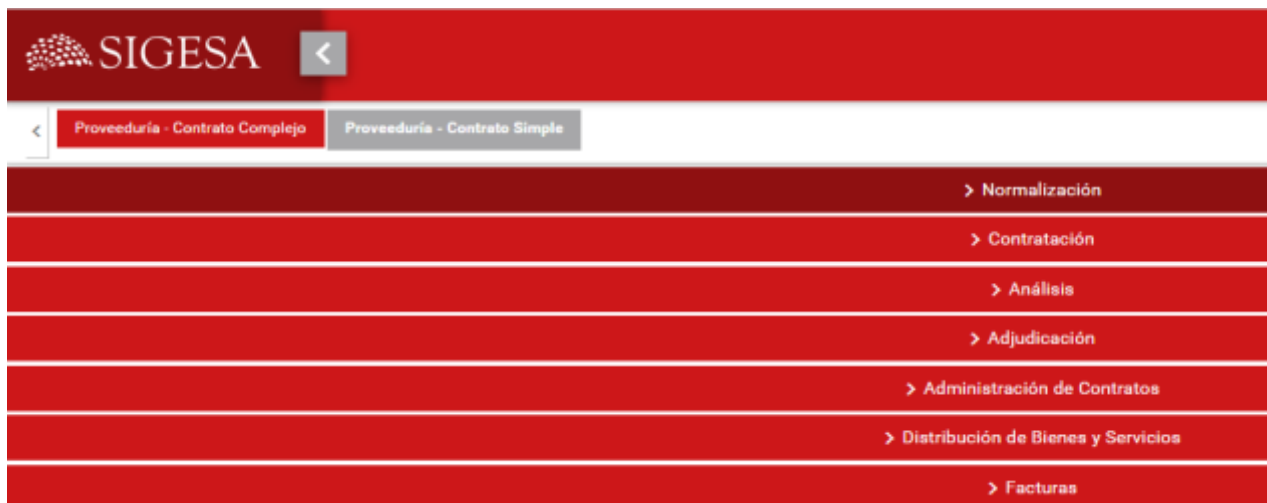 SIGESA
Proveeduría - Contrato Complejo Proveeduría - Contrato Simple
Normalización
Contratación
Análisis
Adjudicación
Administración de Contratos
Distribución de Bienes y Servicios
Facturas